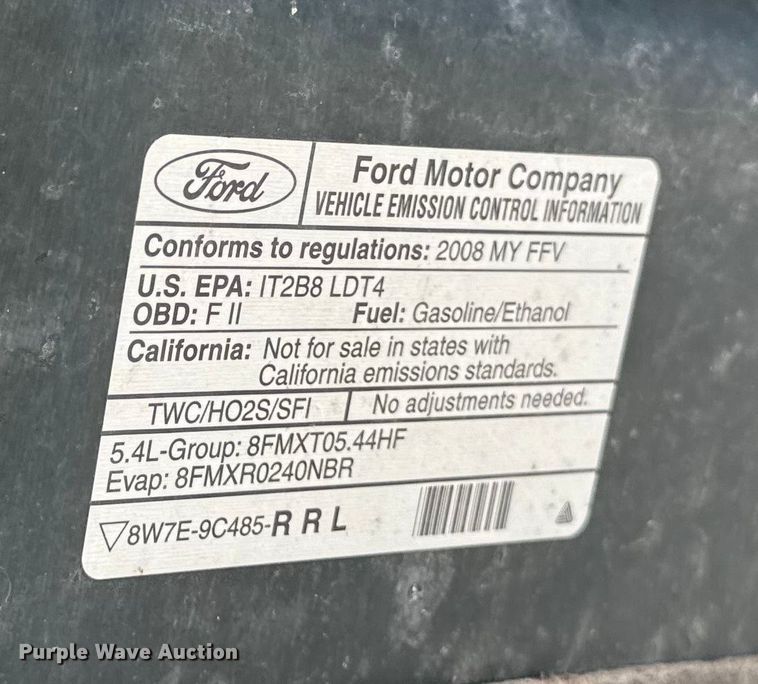 Ford
Ford Motor Company
VEHICLE EMISSION CONTROL INFORMATION
Conforms to regulations: 2008 MY FFV
U.S. EPA: IT2B8 LDT4
OBD: F II Fuel: Gasoline/Ethanol
California: Not for sale in states with
California emissions standards.
TWC/HO2S/SFI No adjustments needed.
5.4L-Group: 8FMXT05.44HF
Evap: 8FMXR0240NBR
8W7E-9C485-R R L
Purple Wave Auction